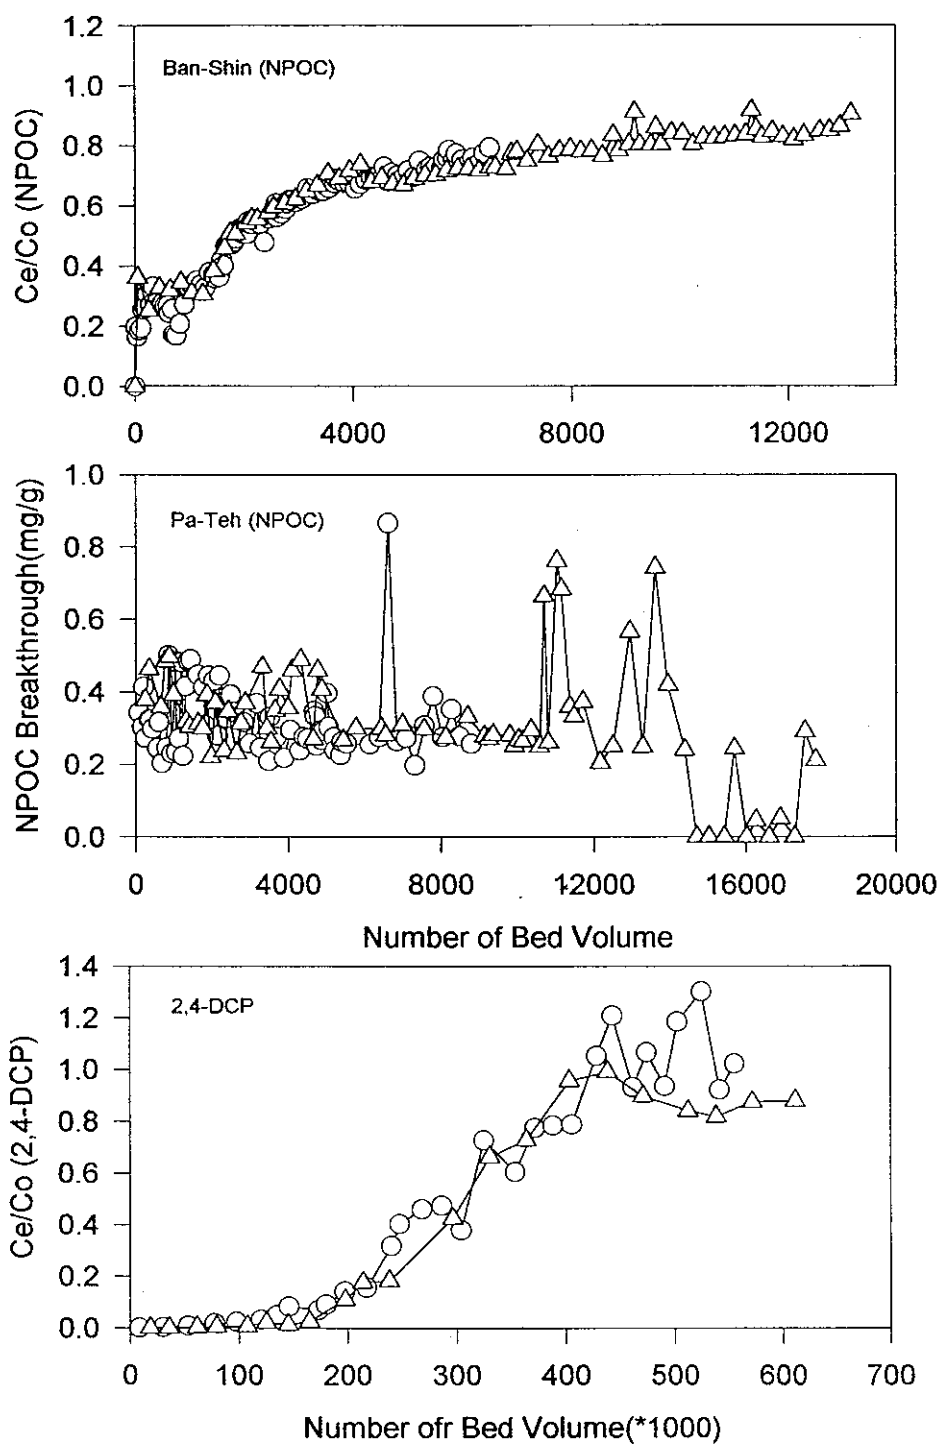 1.2
Ban-Shin (NPOC)
1.0
0.8
0.6
0.4
0.2
0.0
Ce/Co (NPOC)
0 4000 8000 12000
1.0
Pa-Teh (NPOC)
0.8
0.6
0.4
0.2
0.0
NPOC Breakthrough(mg/g)
0 4000 8000 12000 16000 20000
Number of Bed Volume
1.4
2,4-DCP
1.2
1.0
0.8
0.6
0.4
0.2
0.0
Ce/Co (2,4-DCP)
0 100 200 300 400 500 600 700
Number ofr Bed Volume(*1000)